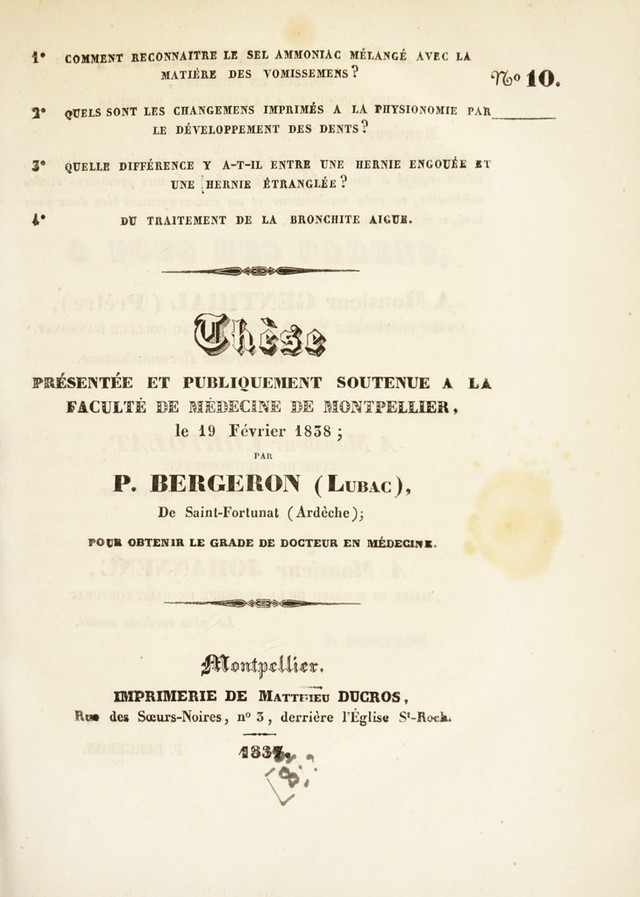 1° COMMENT RECONNAITRE LE SEL AMMONIAC MÉLANGÉ AVEC LA
MATIÈRE DES VOMISSEMENS?
N° 10.
2° QUELS SONT LES CHANGEMENS IMPRIMÉS A LA PHYSIONOMIE PAR
LE DÉVELOPPEMENT DES DENTS?
3° QUELLE DIFFÉRENCE Y A-T-IL ENTRE UNE HERNIE ENGOUÉE ET
UNE HERNIE ÉTRANGLÉE?
4° DU TRAITEMENT DE LA BRONCHITE AIGUE.
Thèse
PRÉSENTÉE ET PUBLIQUEMENT SOUTENUE A LA
FACULTÉ DE MÉDECINE DE MONTPELLIER,
le 19 Février 1838;
PAR
P. BERGERON (LUBAC),
De Saint-Fortunat (Ardèche);
POUR OBTENIR LE GRADE DE DOCTEUR EN MÉDECINE.
Montpellier.
IMPRIMERIE DE MATTHIEU DUCROS,
Rue des Sœurs-Noires, n° 3, derrière l'Église St-Roch.
1837.
8